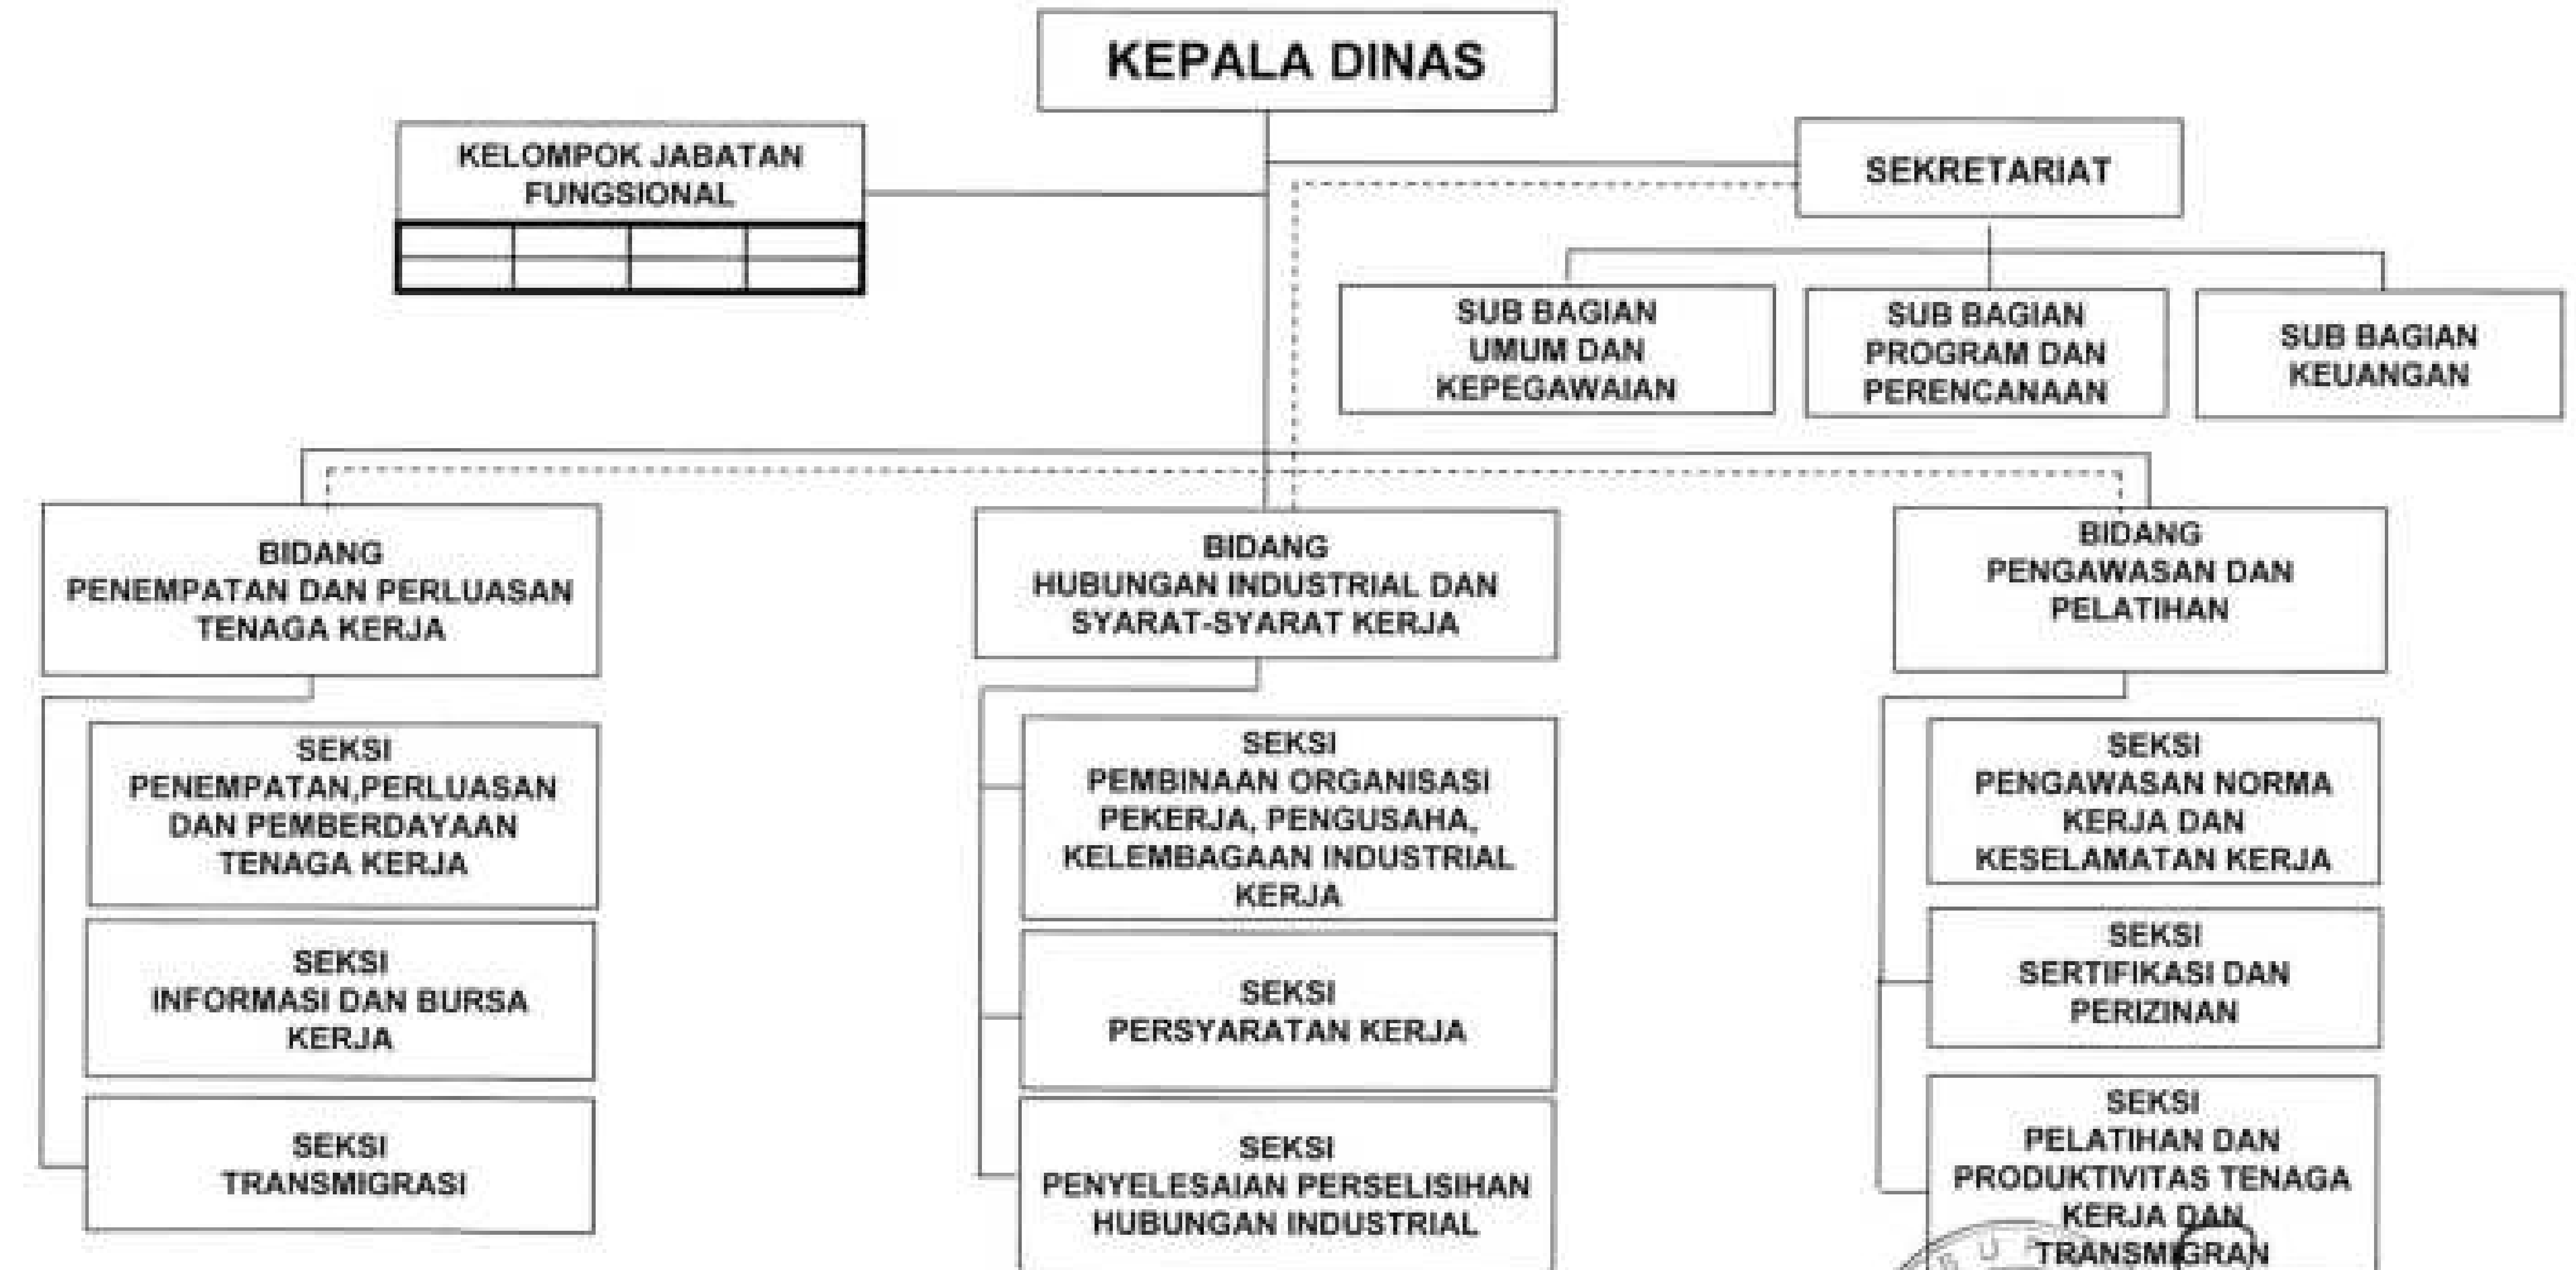 KEPALA DINAS
KELOMPOK JABATAN
FUNGSIONAL
SEKRETARIAT
SUB BAGIAN
UMUM DAN
KEPEGAWAIAN
SUB BAGIAN
PROGRAM DAN
PERENCANAAN
SUB BAGIAN
KEUANGAN
BIDANG
PENEMPATAN DAN PERLUASAN
TENAGA KERJA
BIDANG
HUBUNGAN INDUSTRIAL DAN
SYARAT-SYARAT KERJA
BIDANG
PENGAWASAN DAN
PELATIHAN
SEKSI
PENEMPATAN,PERLUASAN
DAN PEMBERDAYAAN
TENAGA KERJA
SEKSI
INFORMASI DAN BURSA
KERJA
SEKSI
TRANSMIGRASI
SEKSI
PEMBINAAN ORGANISASI
PEKERJA, PENGUSAHA,
KELEMBAGAAN INDUSTRIAL
KERJA
SEKSI
PERSYARATAN KERJA
SEKSI
PENYELESAIAN PERSELISIHAN
HUBUNGAN INDUSTRIAL
SEKSI
PENGAWASAN NORMA
KERJA DAN
KESELAMATAN KERJA
SEKSI
SERTIFIKASI DAN
PERIZINAN
SEKSI
PELATIHAN DAN
PRODUKTIVITAS TENAGA
KERJA DAN
TRANSMIGRAN